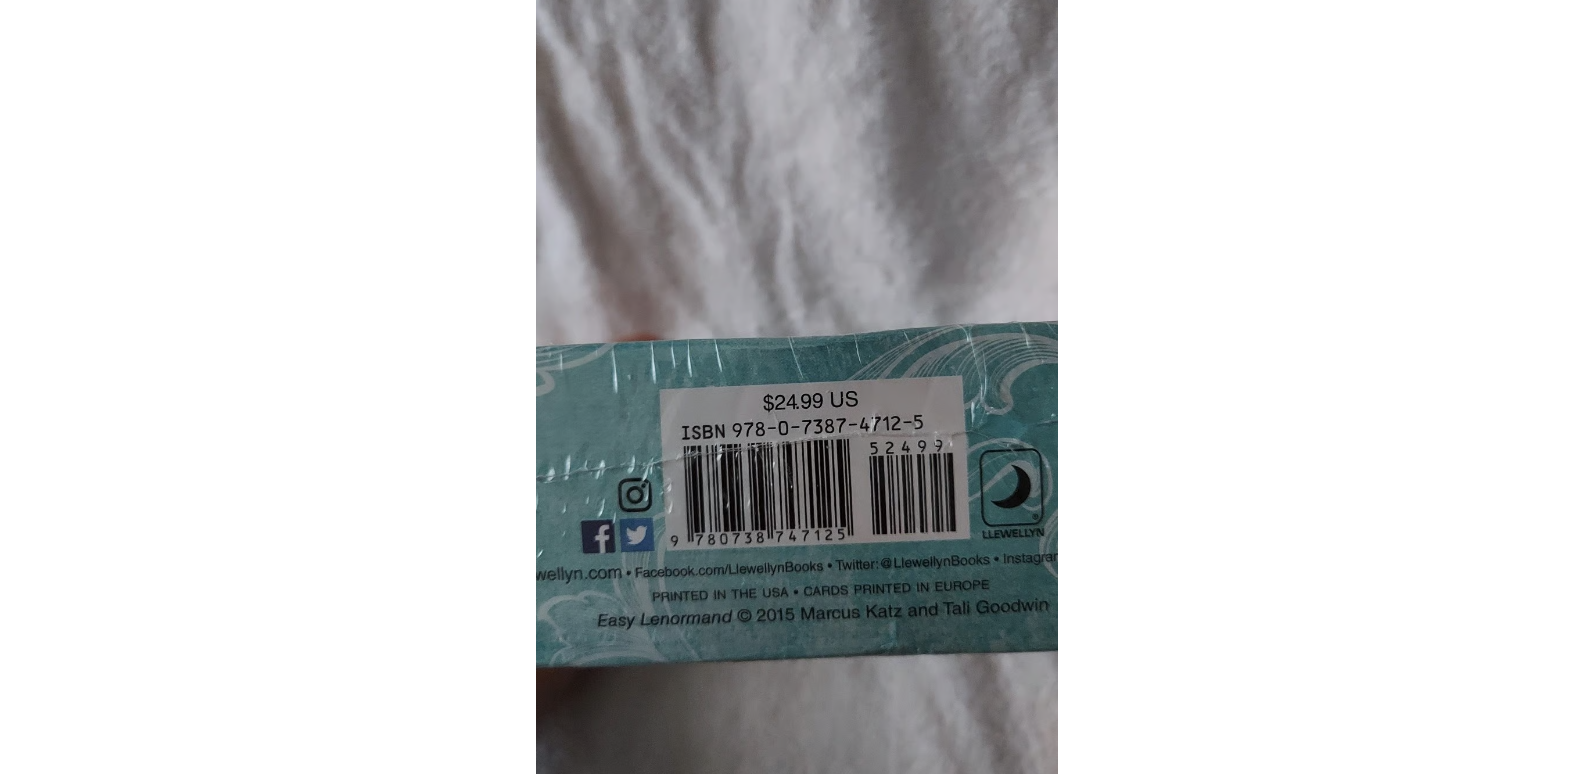 $24.99 US
ISBN 978-0-7387-4712-5
52499
9 780738 747125
LLEWELLYN
wellyn.com • Facebook.com/LlewellynBooks • Twitter: @LlewellynBooks • Instagram
PRINTED IN THE USA • CARDS PRINTED IN EUROPE
Easy Lenormand © 2015 Marcus Katz and Tali Goodwin